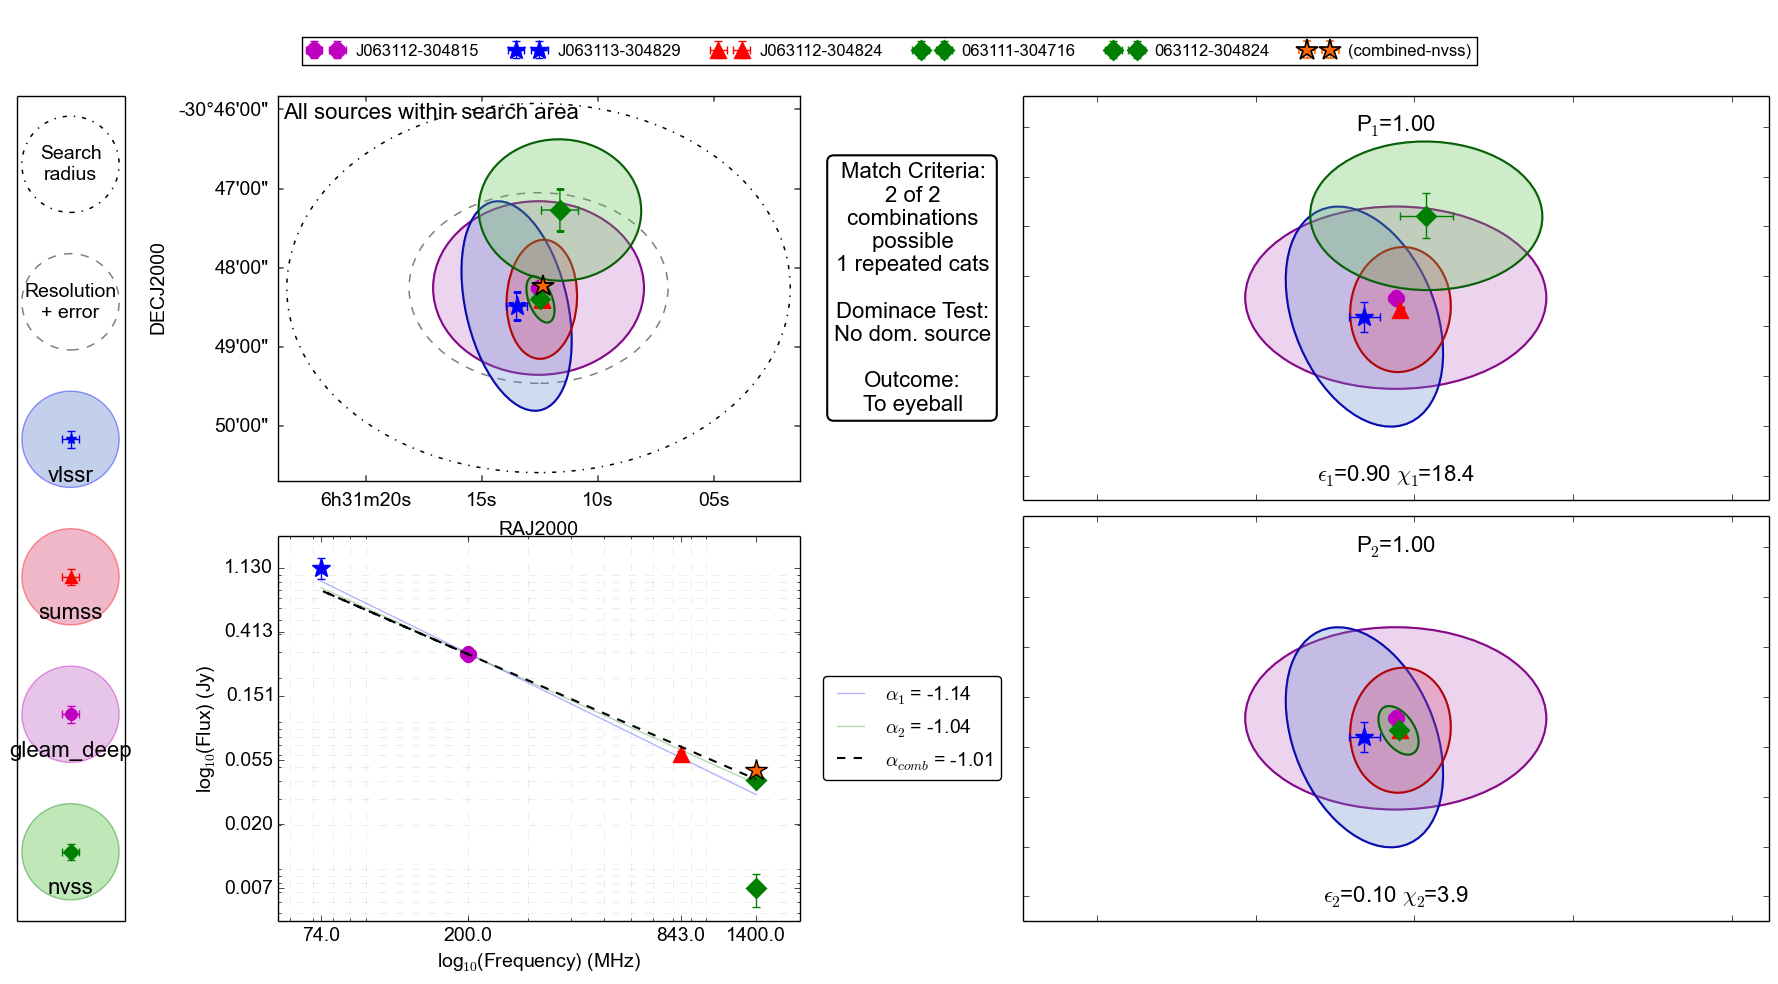 J063112-304815 J063113-304829 J063112-304824 063111-304716 063112-304824 (combined-nvss)
Search
radius
Resolution
+ error
vlssr
sumss
gleam_deep
nvss
All sources within search area
DECJ2000
-30°46'00"
47'00"
48'00"
49'00"
50'00"
6h31m20s 15s 10s 05s
RAJ2000
Match Criteria:
2 of 2
combinations
possible
1 repeated cats
Dominace Test:
No dom. source
Outcome:
To eyeball
P₁=1.00
ϵ₁=0.90 χ₁=18.4
log₁₀(Flux) (Jy)
1.130
0.413
0.151
0.055
0.020
0.007
74.0 200.0 843.0 1400.0
log₁₀(Frequency) (MHz)
α₁ = -1.14
α₂ = -1.04
α_comb = -1.01
P₂=1.00
ϵ₂=0.10 χ₂=3.9